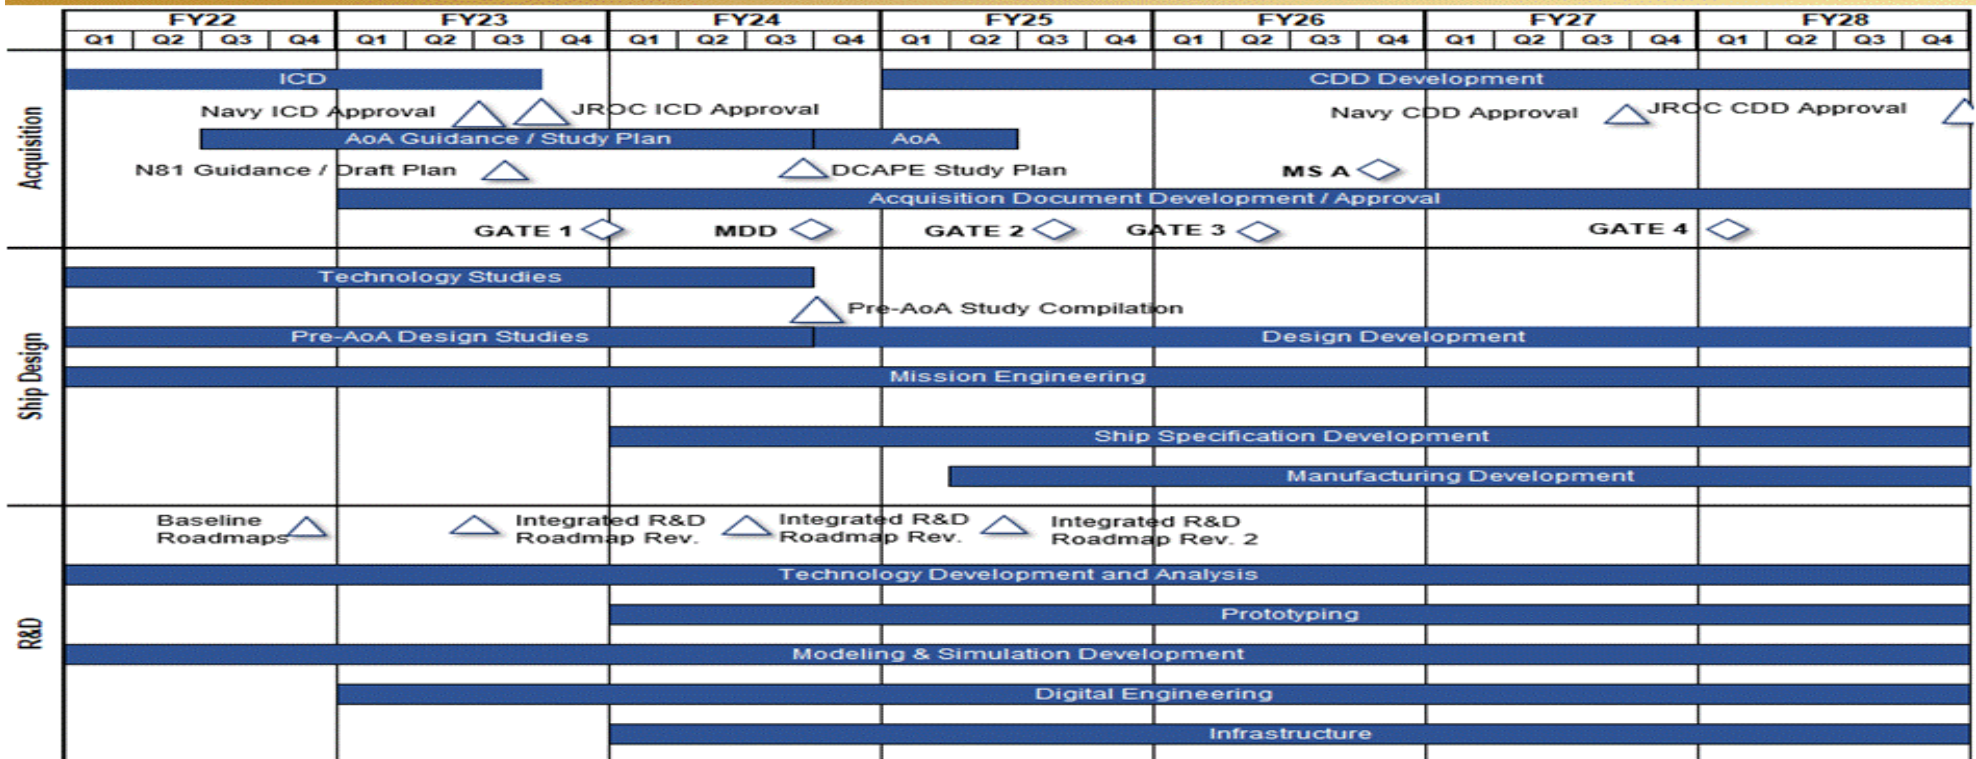 FY22 FY23 FY24 FY25 FY26 FY27 FY28
Q1 Q2 Q3 Q4 Q1 Q2 Q3 Q4 Q1 Q2 Q3 Q4 Q1 Q2 Q3 Q4 Q1 Q2 Q3 Q4 Q1 Q2 Q3 Q4 Q1 Q2 Q3 Q4
Acquisition
ICD CDD Development
Navy ICD Approval JROC ICD Approval Navy CDD Approval JROC CDD Approval
AoA Guidance / Study Plan AoA
N81 Guidance / Draft Plan DCAPE Study Plan MS A
Acquisition Document Development / Approval
GATE 1 MDD GATE 2 GATE 3 GATE 4
Ship Design
Technology Studies
Pre-AoA Study Compilation
Pre-AoA Design Studies Design Development
Mission Engineering
Ship Specification Development
Manufacturing Development
R&D
Baseline Integrated R&D Integrated R&D Integrated R&D
Roadmaps Roadmap Rev. Roadmap Rev. Roadmap Rev. 2
Technology Development and Analysis
Prototyping
Modeling & Simulation Development
Digital Engineering
Infrastructure